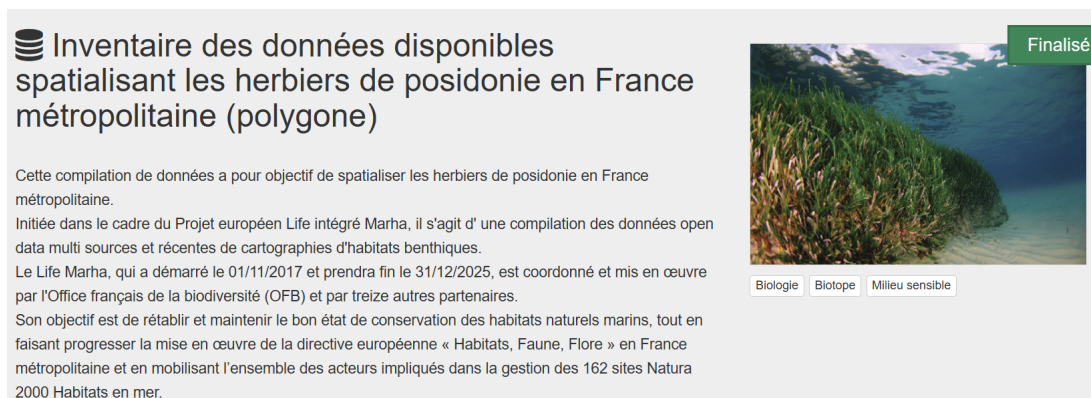 Inventaire des données disponibles
spatialisant les herbiers de posidonie en France
métropolitaine (polygone)
Cette compilation de données a pour objectif de spatialiser les herbiers de posidonie en France
métropolitaine.
Initiée dans le cadre du Projet européen Life intégré Marha, il s'agit d' une compilation des données open
data multi sources et récentes de cartographies d'habitats benthiques.
Le Life Marha, qui a démarré le 01/11/2017 et prendra fin le 31/12/2025, est coordonné et mis en œuvre
par l'Office français de la biodiversité (OFB) et par treize autres partenaires.
Son objectif est de rétablir et maintenir le bon état de conservation des habitats naturels marins, tout en
faisant progresser la mise en œuvre de la directive européenne « Habitats, Faune, Flore » en France
métropolitaine et en mobilisant l’ensemble des acteurs impliqués dans la gestion des 162 sites Natura
2000 Habitats en mer.
Finalisé
Biologie Biotope Milieu sensible